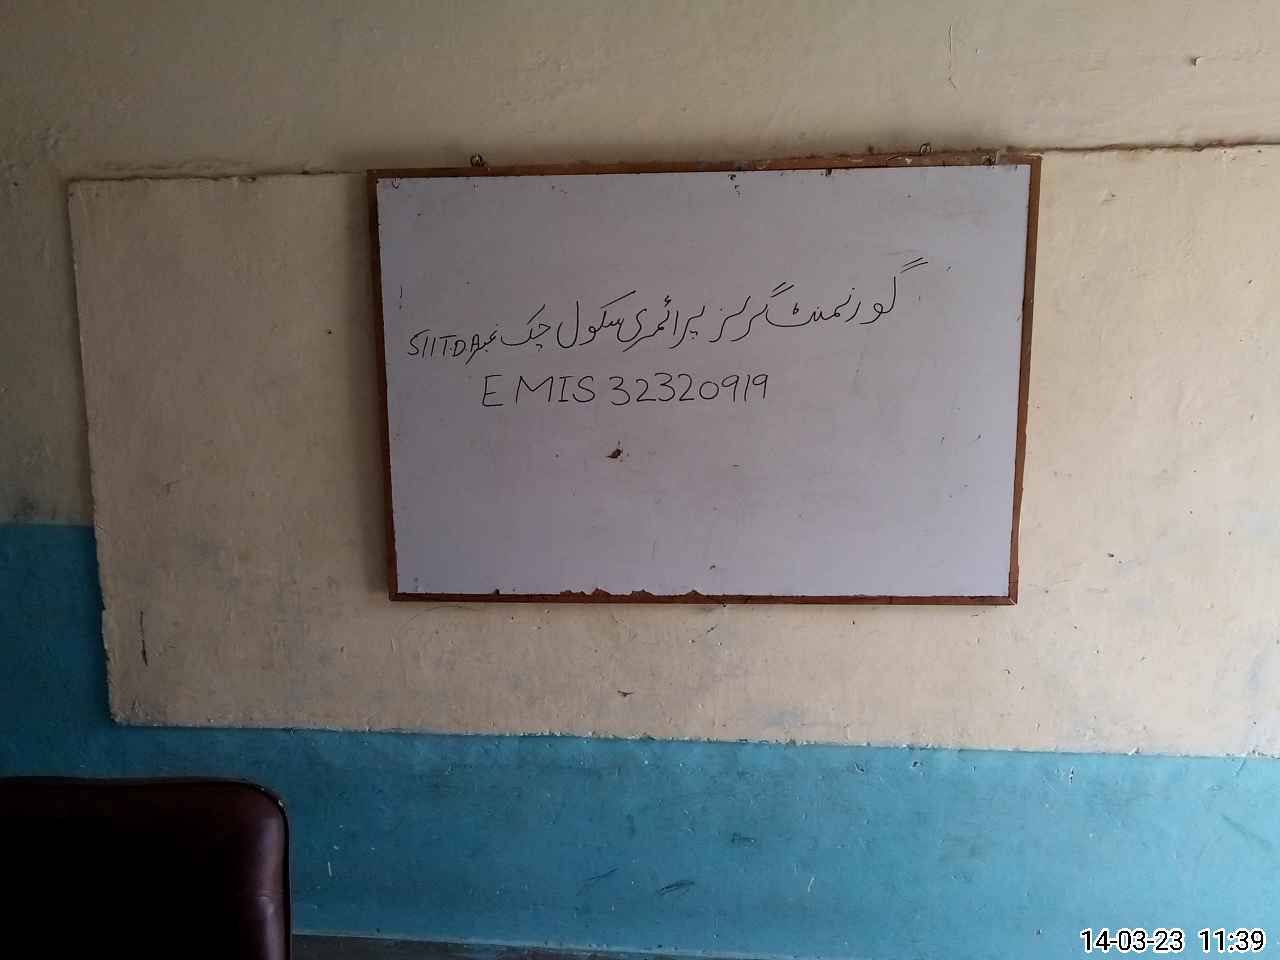 گورنمنٹ گرلز پرائمری سکول چک نمبر 511TDA
EMIS 32320919
14-03-23 11:39